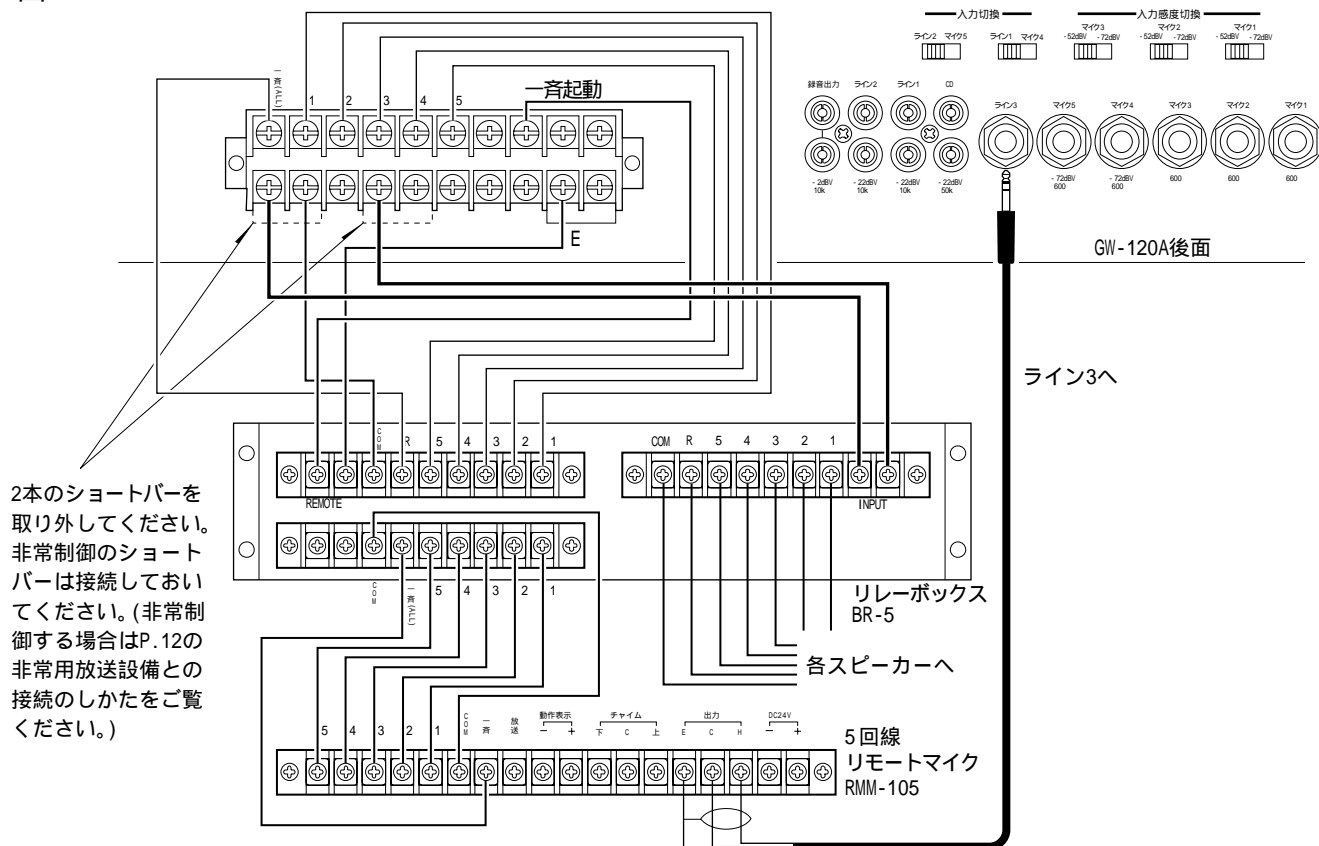 入力切換
入力感度切換
ライン2 マイク5
ライン1 マイク4
マイク3
-52dBV -72dBV
マイク2
-52dBV -72dBV
マイク1
-52dBV -72dBV
一斉(ALL)
1 2 3 4 5
一斉起動
録音出力 ライン2 ライン1 CD
ライン3 マイク5 マイク4 マイク3 マイク2 マイク1
-2dBV
10k
-22dBV
10k
-22dBV
10k
-22dBV
50k
-72dBV
600
-72dBV
600
600
600
600
E
GW-120A後面
ライン3へ
COM R 5 4 3 2 1
REMOTE
COM R 5 4 3 2 1
INPUT
2本のショートバーを
取り外してください。
非常制御のショート
バーは接続しておい
てください。(非常制
御する場合はP.12の
非常用放送設備との
接続のしかたをご覧
ください。)
COM 一斉(ALL) 5 4 3 2 1
リレーボックス
BR-5
各スピーカーへ
5 4 3 2 1 COM 一斉 放送
動作表示
- +
チャイム
下 C 上
出力
E C H
DC24V
- +
5回線
リモートマイク
RMM-105